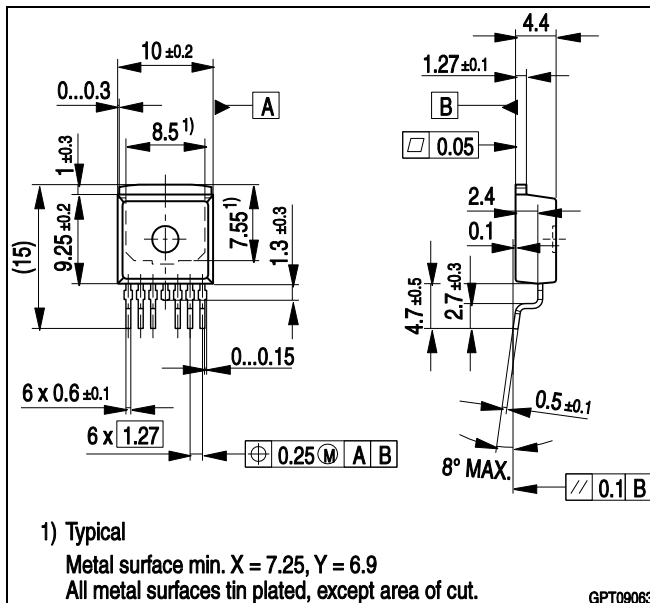 4.4
10 ±0.2
1.27 ±0.1
0...0.3
A
B
8.5 1)
0.05
1 ±0.3
7.55 1)
2.4
1.3 ±0.3
(15)
9.25 ±0.2
0.1
4.7 ±0.5
2.7 ±0.3
0...0.15
6 x 0.6 ±0.1
0.5 ±0.1
6 x 1.27
0.25 Ⓜ A B
8° MAX.
// 0.1 B
1) Typical
Metal surface min. X = 7.25, Y = 6.9
All metal surfaces tin plated, except area of cut.
GPT09063